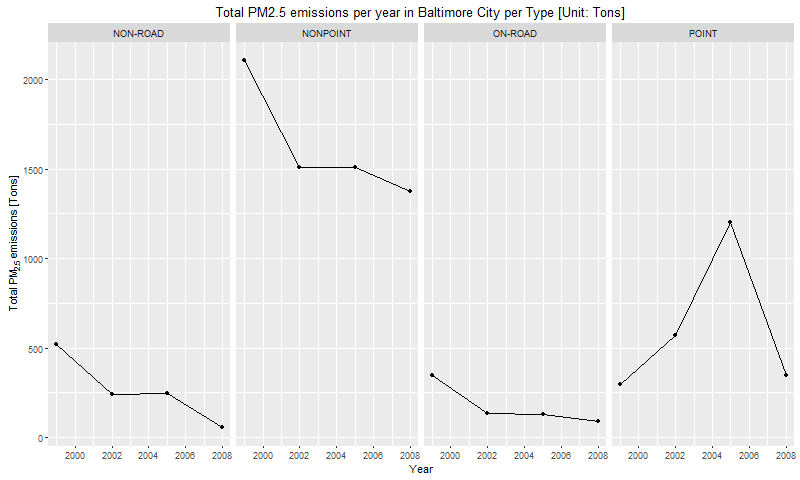 Total PM2.5 emissions per year in Baltimore City per Type [Unit: Tons]
NON-ROAD NONPOINT ON-ROAD POINT
Total PM2.5 emissions [Tons]
2000
1500
1000
500
0
2000 2002 2004 2006 2008 2000 2002 2004 2006 2008 2000 2002 2004 2006 2008 2000 2002 2004 2006 2008
Year